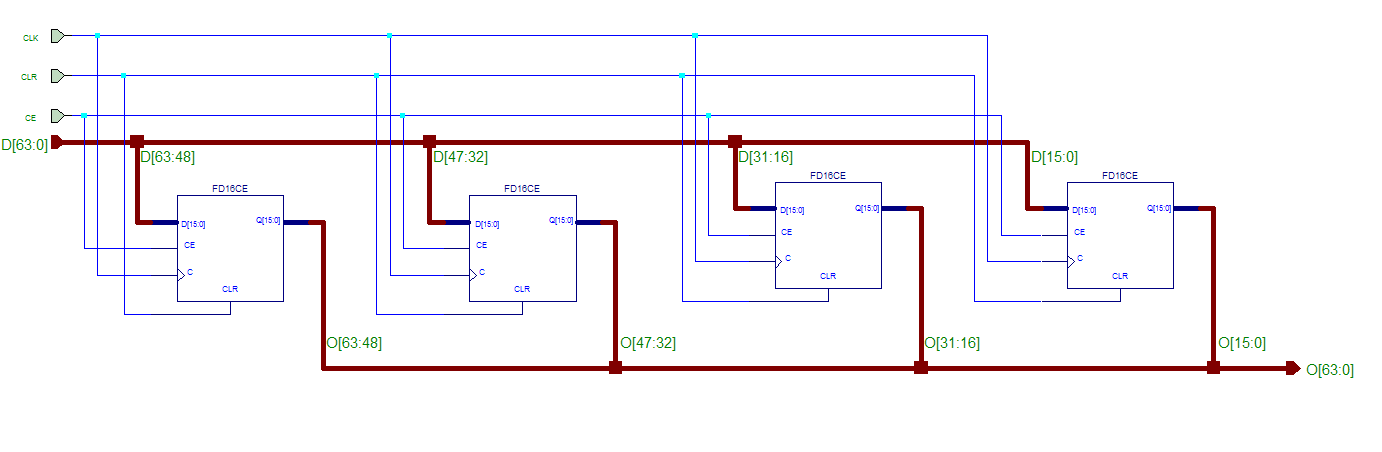 CLK
CLR
CE
D[63:0]
D[63:48]
D[47:32]
D[31:16]
D[15:0]
FD16CE
D[15:0]
Q[15:0]
CE
C
CLR
FD16CE
D[15:0]
Q[15:0]
CE
C
CLR
FD16CE
D[15:0]
Q[15:0]
CE
C
CLR
FD16CE
D[15:0]
Q[15:0]
CE
C
CLR
O[63:48]
O[47:32]
O[31:16]
O[15:0]
O[63:0]